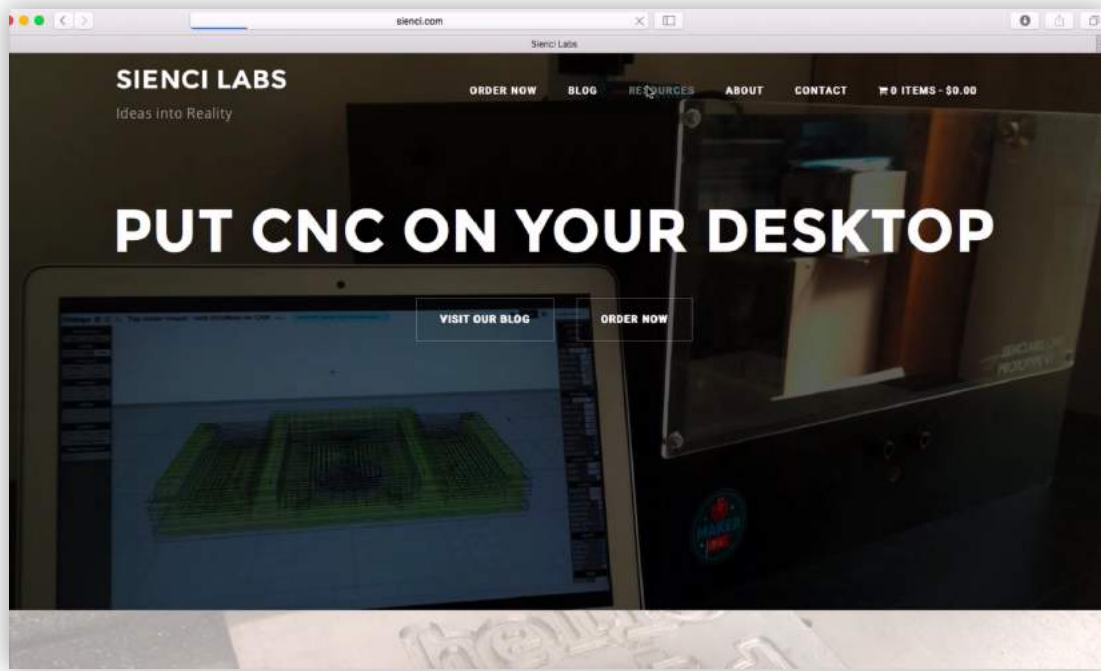 sienci.com
Sienci Labs
SIENCI LABS
Ideas into Reality
ORDER NOW BLOG RESOURCES ABOUT CONTACT 0 ITEMS - $0.00
PUT CNC ON YOUR DESKTOP
VISIT OUR BLOG ORDER NOW
MAKER